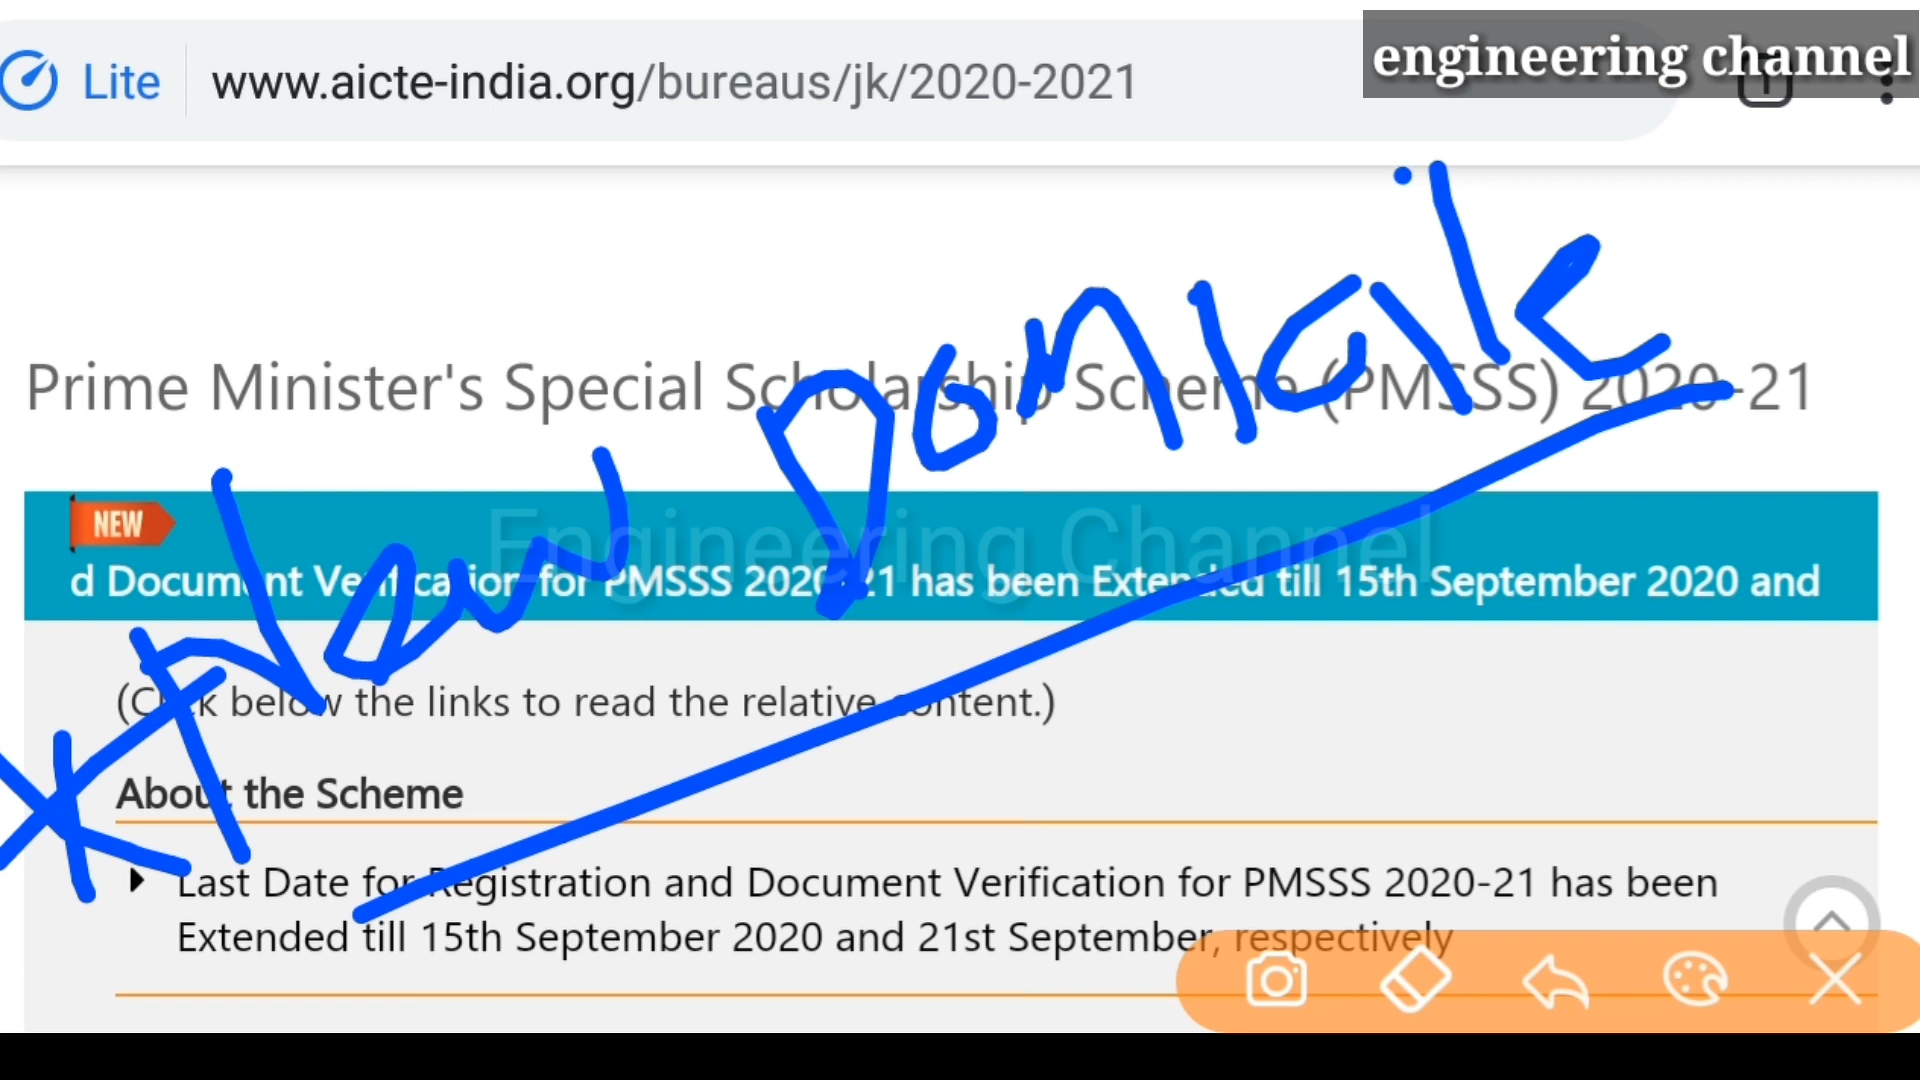 engineering channel
Lite www.aicte-india.org/bureaus/jk/2020-2021
Prime Minister's Special Scholarship Scheme (PMSSS) 2020-21
NEW
Engineering Channel
d Document Verification for PMSSS 2020-21 has been Extended till 15th September 2020 and
New Domicile
(Click below the links to read the relative content.)
About the Scheme
Last Date for Registration and Document Verification for PMSSS 2020-21 has been
Extended till 15th September 2020 and 21st September, respectively